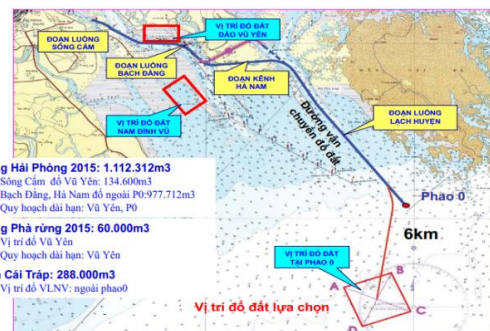 VỊ TRÍ ĐỔ ĐẤT
ĐẢO VŨ YÊN
ĐOẠN LUỒNG
SÔNG CẤM
ĐOẠN LUỒNG
BẠCH ĐẰNG
ĐOẠN KÊNH
HÀ NAM
VỊ TRÍ ĐỔ ĐẤT
NAM ĐÌNH VŨ
Đường vận
chuyển đổ đất
ĐOẠN LUỒNG
LẠCH HUYỆN
g Hải Phòng 2015: 1.112.312m3
Sông Cấm đổ Vũ Yên: 134.600m3
Bạch Đằng, Hà Nam đổ ngoài P0:977.712m3
Quy hoạch dài hạn: Vũ Yên, P0
g Phà rừng 2015: 60.000m3
Vị trí đổ Vũ Yên
Quy hoạch dài hạn: Vũ Yên
Cái Tráp: 288.000m3
Vị trí đổ VLNV: ngoài phao0
Phao 0
6km
VỊ TRÍ ĐỔ ĐẤT
TẠI PHAO 0
A
B
C
D
Vị trí đổ đất lựa chọn